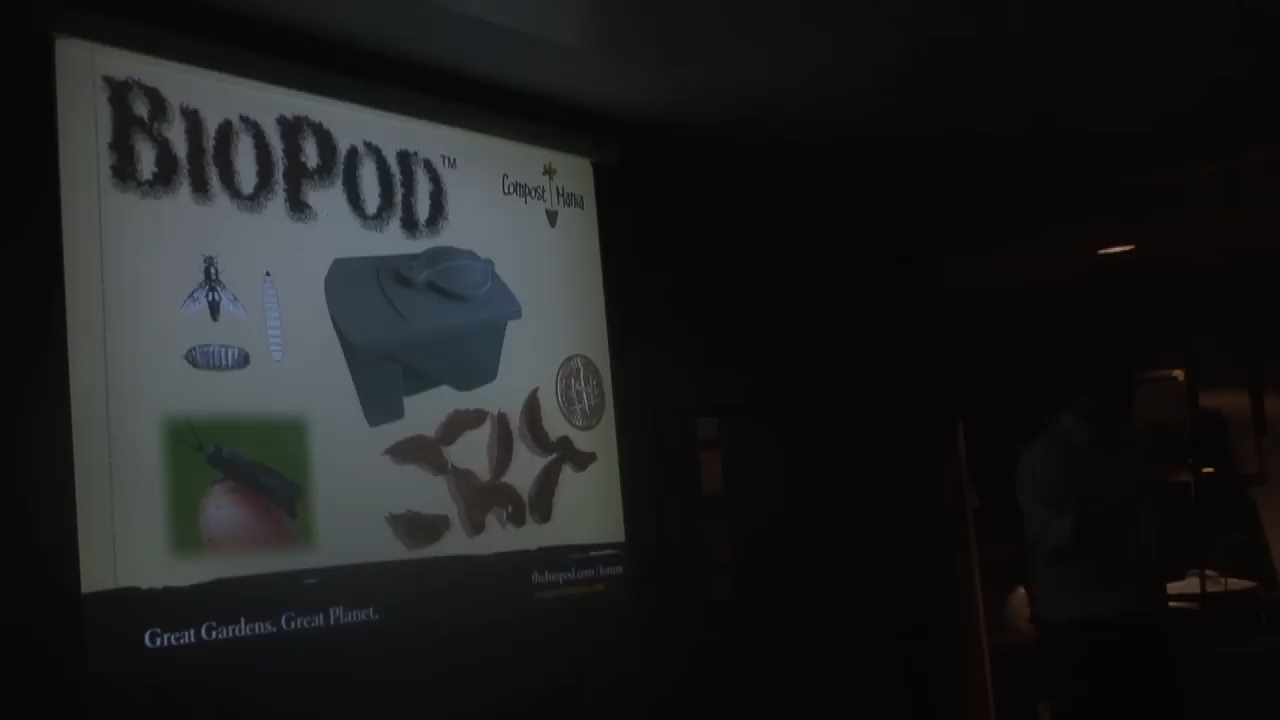 BIOPOD™
Compost Mania
thebiopod.com/forum
Great Gardens. Great Planet.